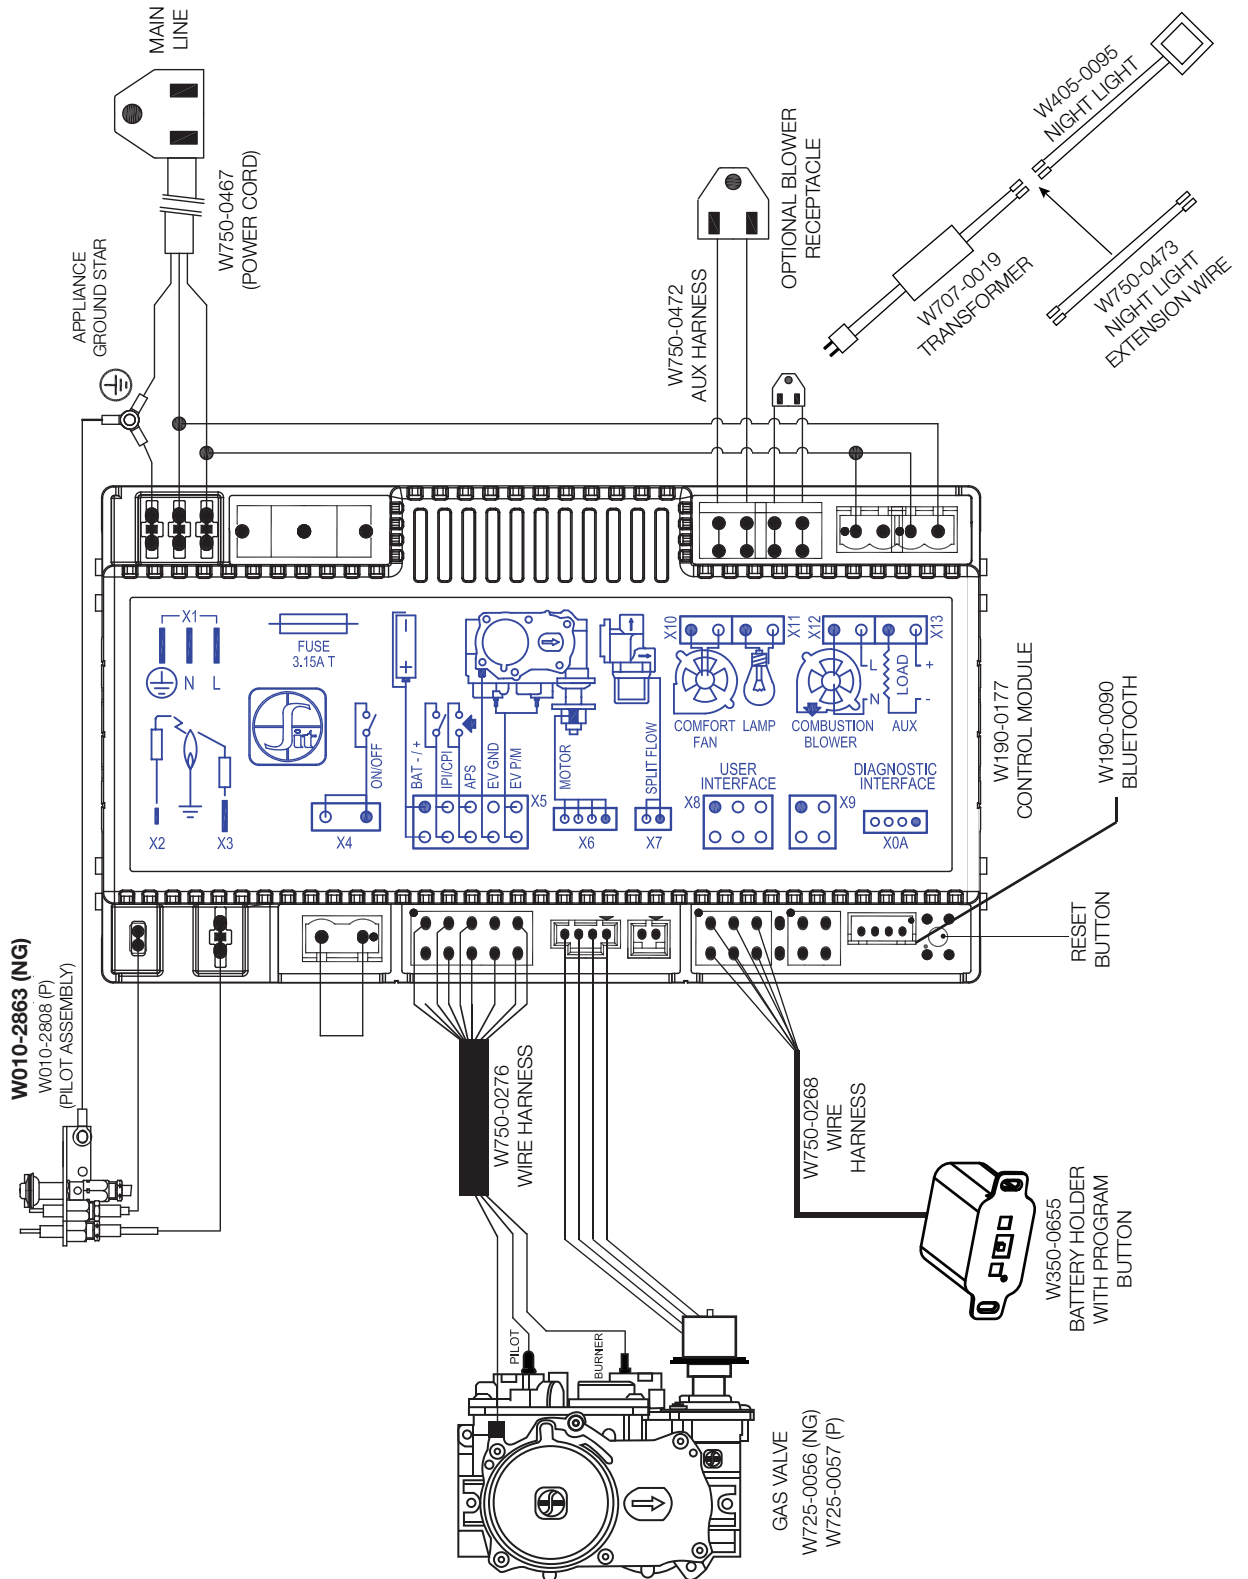 MAIN
LINE
W750-0467
(POWER CORD)
APPLIANCE
GROUND STAR
W750-0472
AUX HARNESS
OPTIONAL BLOWER
RECEPTACLE
W405-0095
NIGHT LIGHT
W707-0019
TRANSFORMER
W750-0473
NIGHT LIGHT
EXTENSION WIRE
X1
N
L
FUSE
3.15A T
X2
X3
Sit
ON/OFF
X4
- +
BAT - / +
IPI/CPI
APS
EV GND
EV P/M
X5
MOTOR
X6
SPLIT FLOW
X7
X10
X11
COMFORT
FAN
LAMP
X12
X13
L
N
LOAD
+
-
COMBUSTION
BLOWER
AUX
USER
INTERFACE
X8
X9
DIAGNOSTIC
INTERFACE
X0A
W190-0177
CONTROL MODULE
W190-0090
BLUETOOTH
RESET
BUTTON
W010-2863 (NG)
W010-2808 (P)
(PILOT ASSEMBLY)
W750-0276
WIRE HARNESS
W750-0268
WIRE
HARNESS
W350-0655
BATTERY HOLDER
WITH PROGRAM
BUTTON
PILOT
BURNER
GAS VALVE
W725-0056 (NG)
W725-0057 (P)